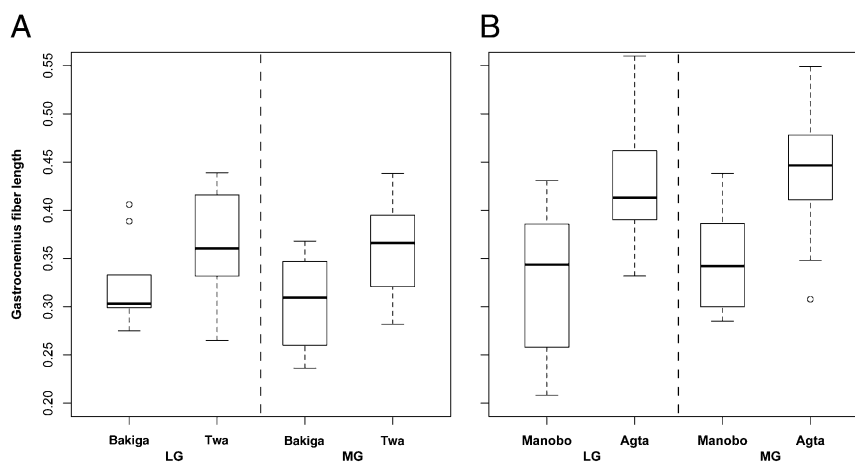 A
B
Gastrocnemius fiber length
0.55
0.50
0.45
0.40
0.35
0.30
0.25
0.20
Bakiga Twa Bakiga Twa
LG MG
Manobo Agta Manobo Agta
LG MG